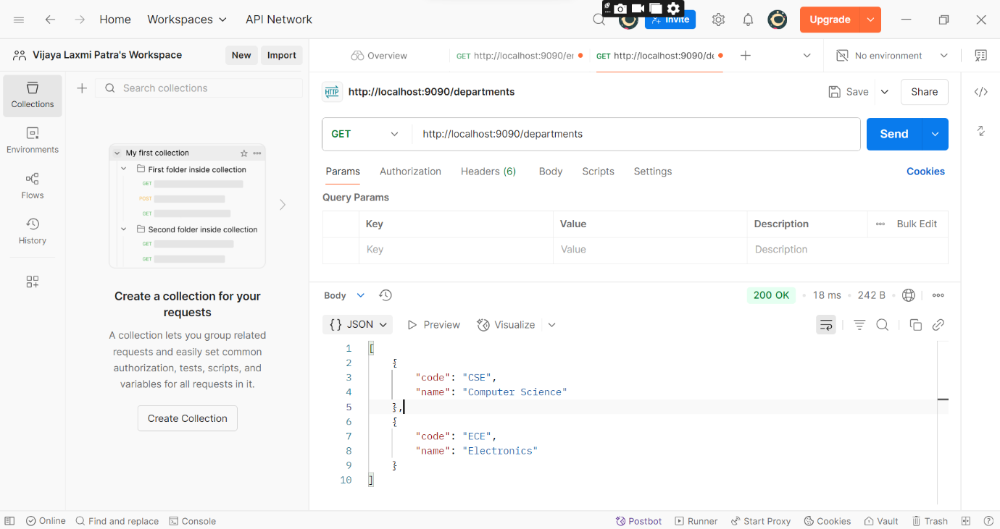 Home
Workspaces
API Network
Invite
Upgrade
Vijaya Laxmi Patra's Workspace
New
Import
Overview
GET http://localhost:9090/er
GET http://localhost:9090/de
No environment
Collections
Environments
Flows
History
Search collections
My first collection
First folder inside collection
GET
POST
GET
Second folder inside collection
GET
GET
Create a collection for your
requests
A collection lets you group related
requests and easily set common
authorization, tests, scripts, and
variables for all requests in it.
Create Collection
HTTP http://localhost:9090/departments
Save
Share
GET http://localhost:9090/departments
Send
Params Authorization Headers (6) Body Scripts Settings Cookies
Query Params
Key Value Description Bulk Edit
Key Value Description
Body 200 OK 18 ms 242 B
{} JSON Preview Visualize
1 [
2 {
3 "code": "CSE",
4 "name": "Computer Science"
5 },
6 {
7 "code": "ECE",
8 "name": "Electronics"
9 }
10 ]
Online Find and replace Console Postbot Runner Start Proxy Cookies Vault Trash